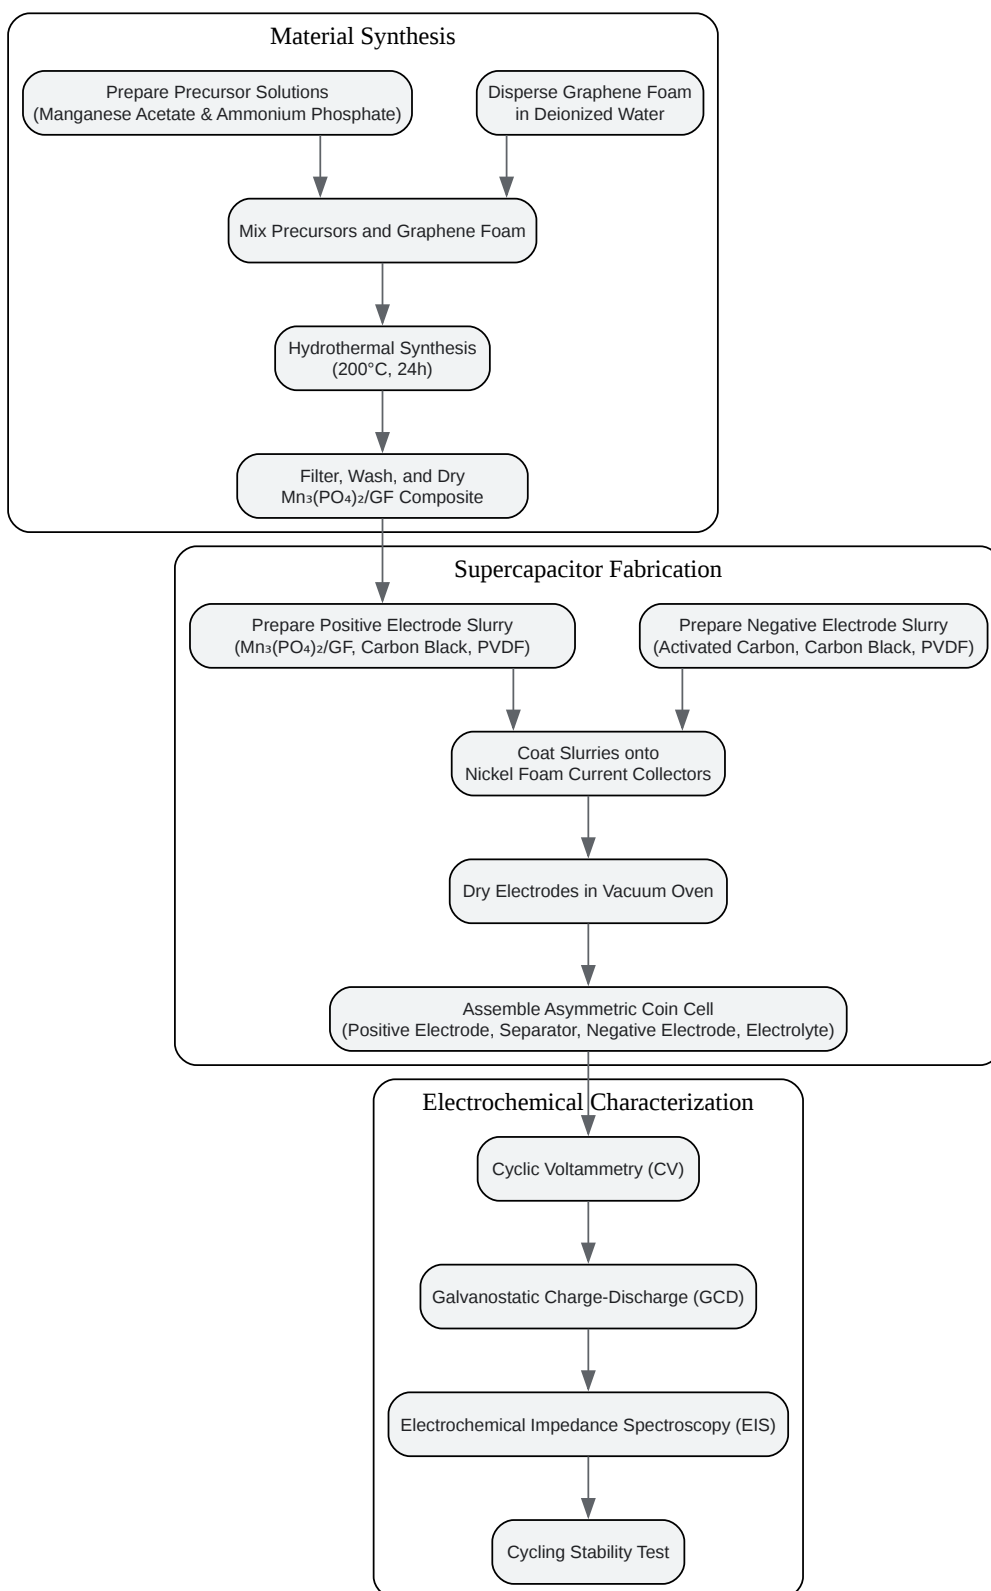 Material Synthesis
Prepare Precursor Solutions
(Manganese Acetate & Ammonium Phosphate)
Disperse Graphene Foam
in Deionized Water
Mix Precursors and Graphene Foam
Hydrothermal Synthesis
(200°C, 24h)
Filter, Wash, and Dry
Mn₃(PO₄)₂/GF Composite
Supercapacitor Fabrication
Prepare Positive Electrode Slurry
(Mn₃(PO₄)₂/GF, Carbon Black, PVDF)
Prepare Negative Electrode Slurry
(Activated Carbon, Carbon Black, PVDF)
Coat Slurries onto
Nickel Foam Current Collectors
Dry Electrodes in Vacuum Oven
Assemble Asymmetric Coin Cell
(Positive Electrode, Separator, Negative Electrode, Electrolyte)
Electrochemical Characterization
Cyclic Voltammetry (CV)
Galvanostatic Charge-Discharge (GCD)
Electrochemical Impedance Spectroscopy (EIS)
Cycling Stability Test